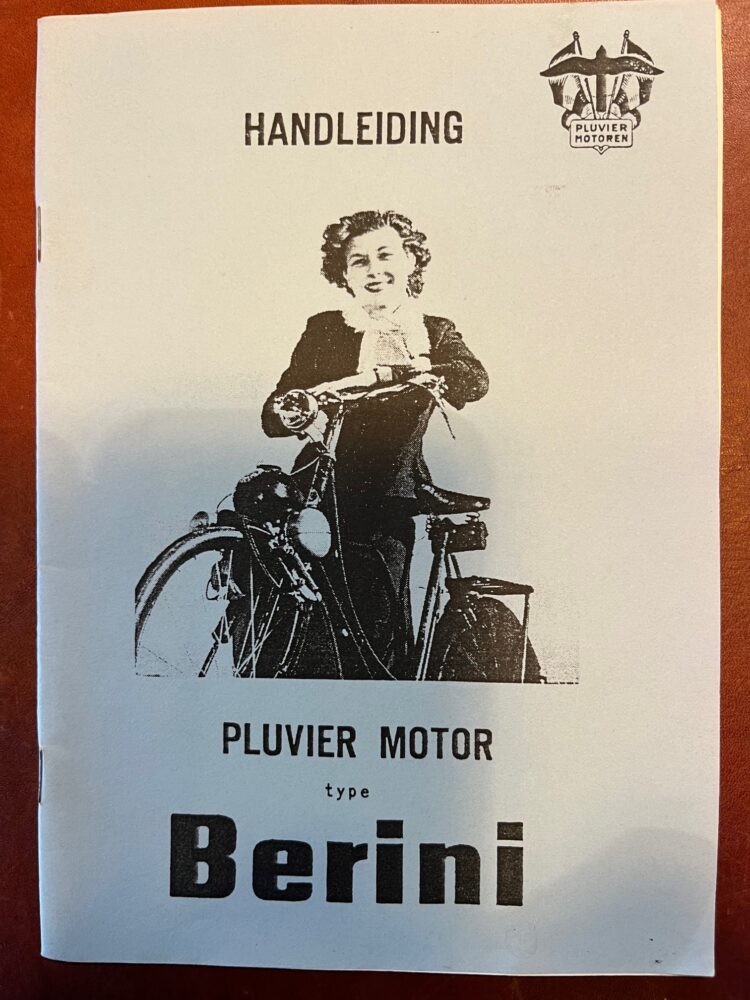 HANDLEIDING
PLUVIER
MOTOREN
PLUVIER MOTOR
type
Berini